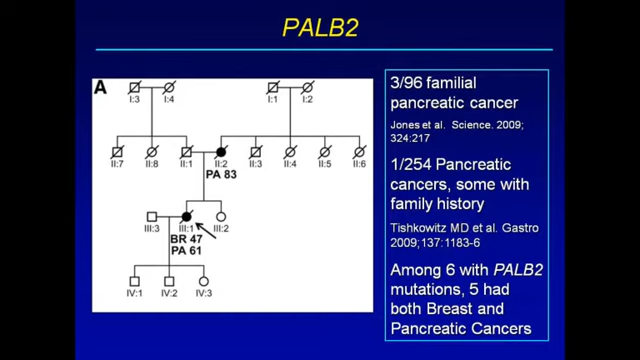 PALB2
A
I:3
I:4
I:1
I:2
II:7
II:8
II:1
II:2
II:3
II:4
II:5
II:6
PA 83
III:3
III:1
III:2
BR 47
PA 61
IV:1
IV:2
IV:3
3/96 familial
pancreatic cancer
Jones et al. Science. 2009;
324:217
1/254 Pancreatic
cancers, some with
family history
Tishkowitz MD et al. Gastro
2009;137:1183-6
Among 6 with PALB2
mutations, 5 had
both Breast and
Pancreatic Cancers